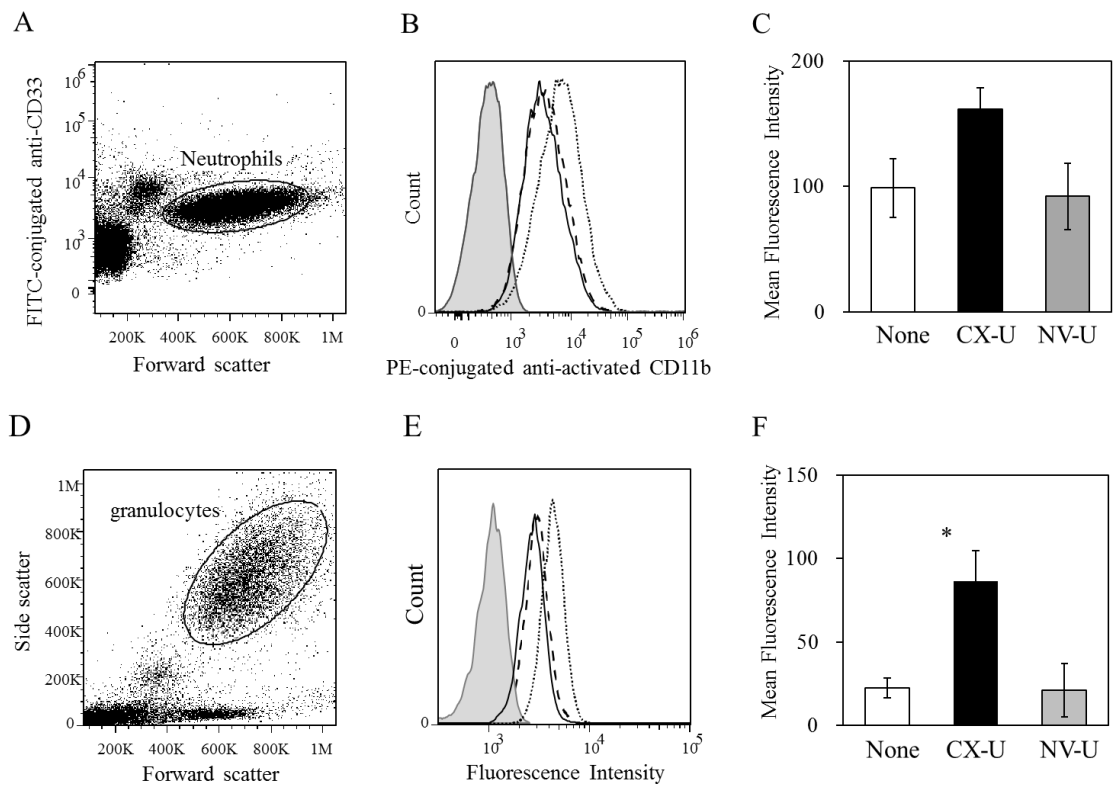 A
FITC-conjugated anti-CD33
10^6
10^5
10^4
10^3
0
Neutrophils
200K 400K 600K 800K 1M
Forward scatter
B
Count
0
0 10^3 10^4 10^5 10^6
PE-conjugated anti-activated CD11b
C
Mean Fluorescence Intensity
200
100
0
None CX-U NV-U
D
Side scatter
1M
800K
600K
400K
200K
0
granulocytes
200K 400K 600K 800K 1M
Forward scatter
E
Count
0
10^3 10^4 10^5
Fluorescence Intensity
F
Mean Fluorescence Intensity
150
100
50
0
*
None CX-U NV-U